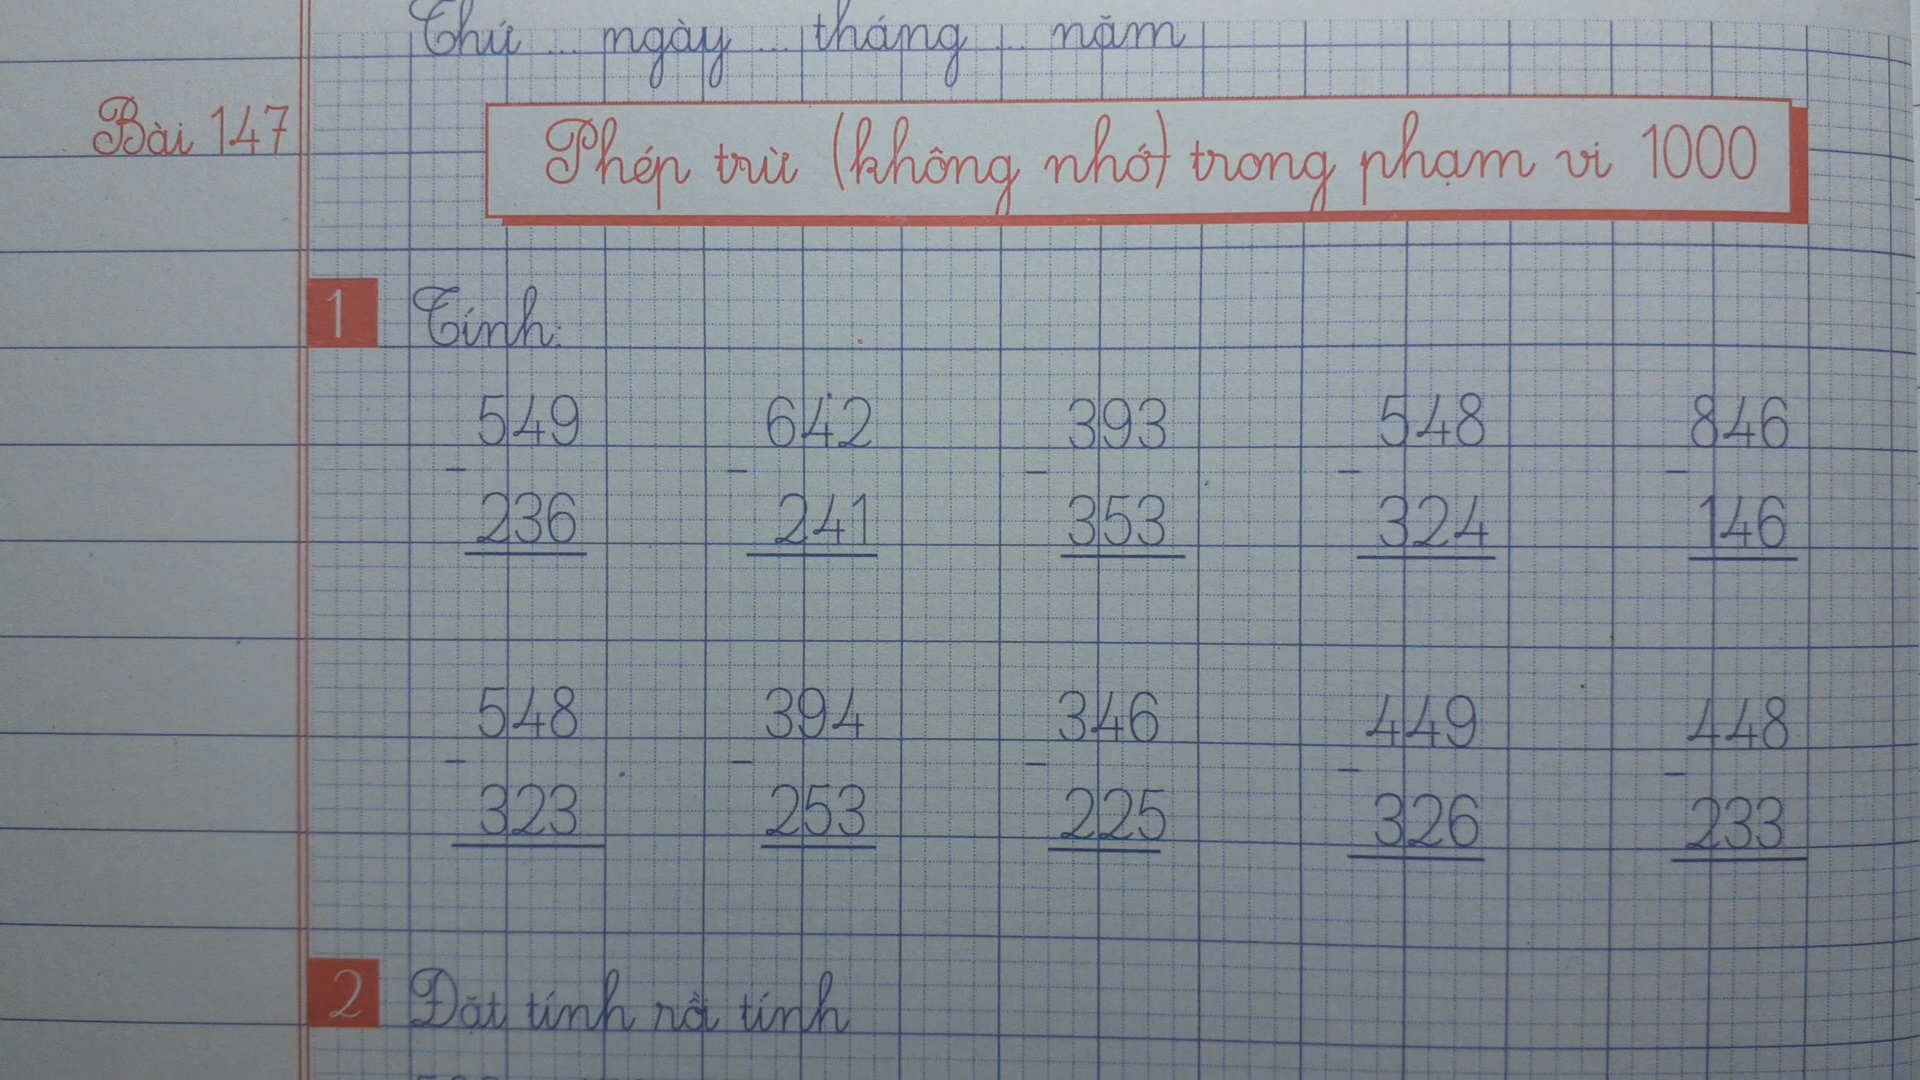 Thứ ... ngày ... tháng ... năm
Bài 147
Phép trừ (không nhớ) trong phạm vi 1000
1 Tính:
549 642 393 548 846
- - - - -
236 241 353 324 146
548 394 346 449 448
- - - - -
323 253 225 326 233
2 Đặt tính rồi tính